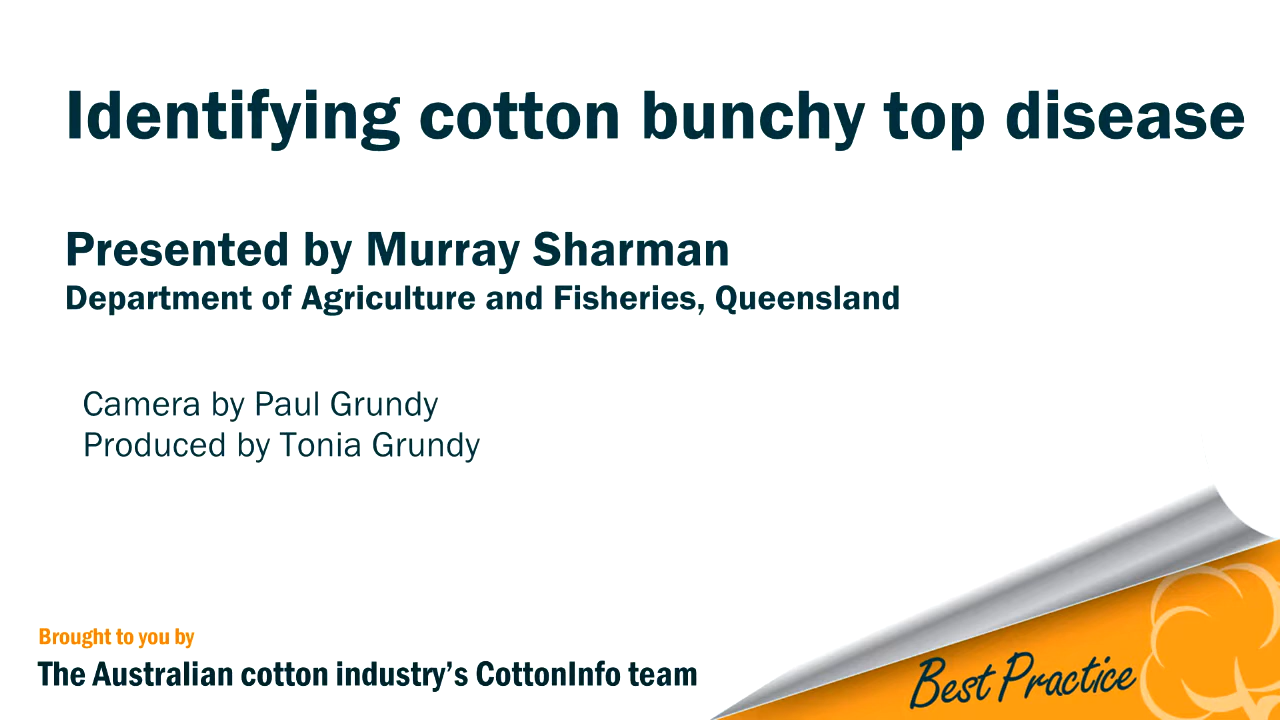 Identifying cotton bunchy top disease
Presented by Murray Sharman
Department of Agriculture and Fisheries, Queensland
Camera by Paul Grundy
Produced by Tonia Grundy
Brought to you by
The Australian cotton industry’s CottonInfo team
Best Practice